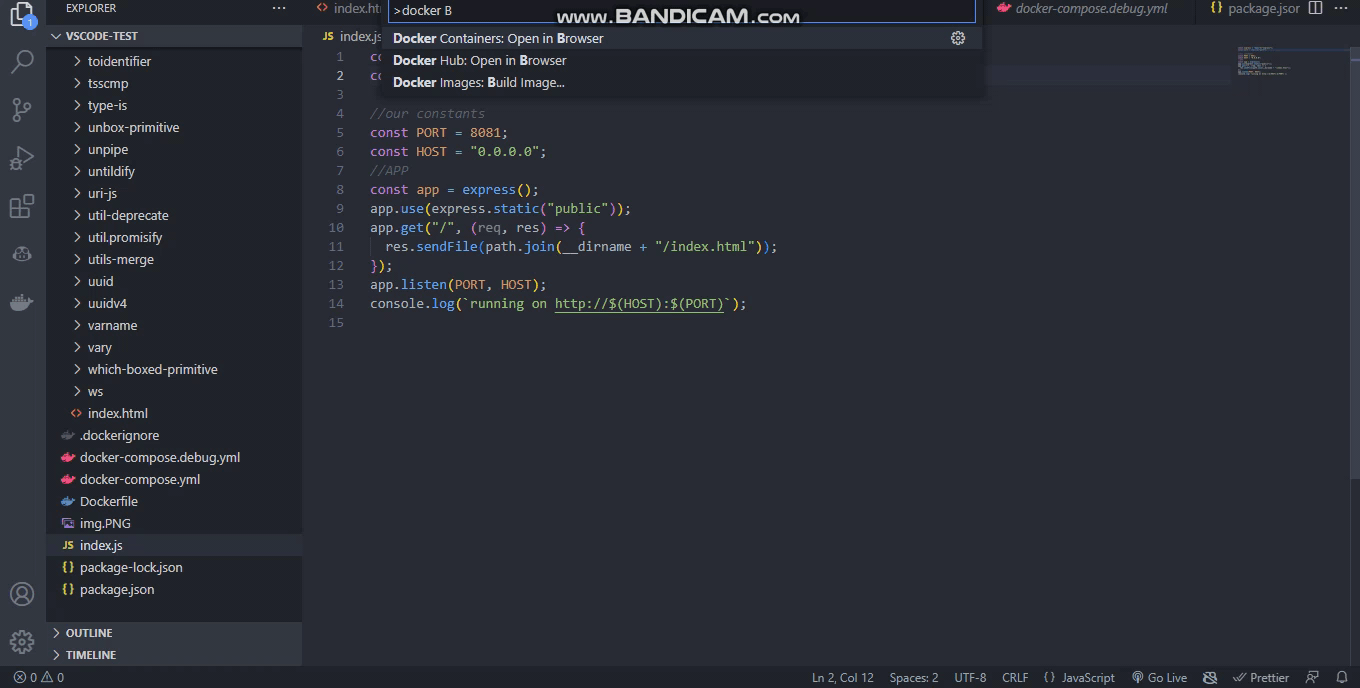 EXPLORER
···
index.ht
>docker B
www.BANDICAM.com
docker-compose.debug.yml
package.jsor
···
1
VSCODE-TEST
JS index.js
Docker Containers: Open in Browser
Docker Hub: Open in Browser
Docker Images: Build Image...
toidentifier
tsscmp
type-is
unbox-primitive
unpipe
untildify
uri-js
util-deprecate
util.promisify
utils-merge
uuid
uuidv4
varname
vary
which-boxed-primitive
ws
index.html
.dockerignore
docker-compose.debug.yml
docker-compose.yml
Dockerfile
img.PNG
JS index.js
{} package-lock.json
{} package.json
OUTLINE
TIMELINE
1 co
2 co
3
4 //our constants
5 const PORT = 8081;
6 const HOST = "0.0.0.0";
7 //APP
8 const app = express();
9 app.use(express.static("public"));
10 app.get("/", (req, res) => {
11 res.sendFile(path.join(__dirname + "/index.html"));
12 });
13 app.listen(PORT, HOST);
14 console.log(`running on http://$(HOST):$(PORT)`);
15
0 0
Ln 2, Col 12
Spaces: 2
UTF-8
CRLF
{} JavaScript
Go Live
Prettier